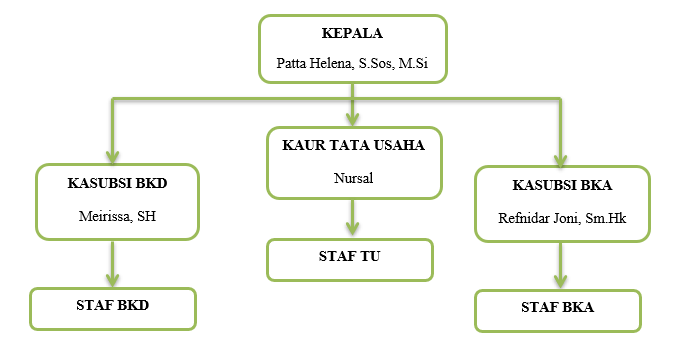 KEPALA
Patta Helena, S.Sos, M.Si
KAUR TATA USAHA
Nursal
KASUBSI BKD
Meirissa, SH
KASUBSI BKA
Refnidar Joni, Sm.Hk
STAF TU
STAF BKD
STAF BKA